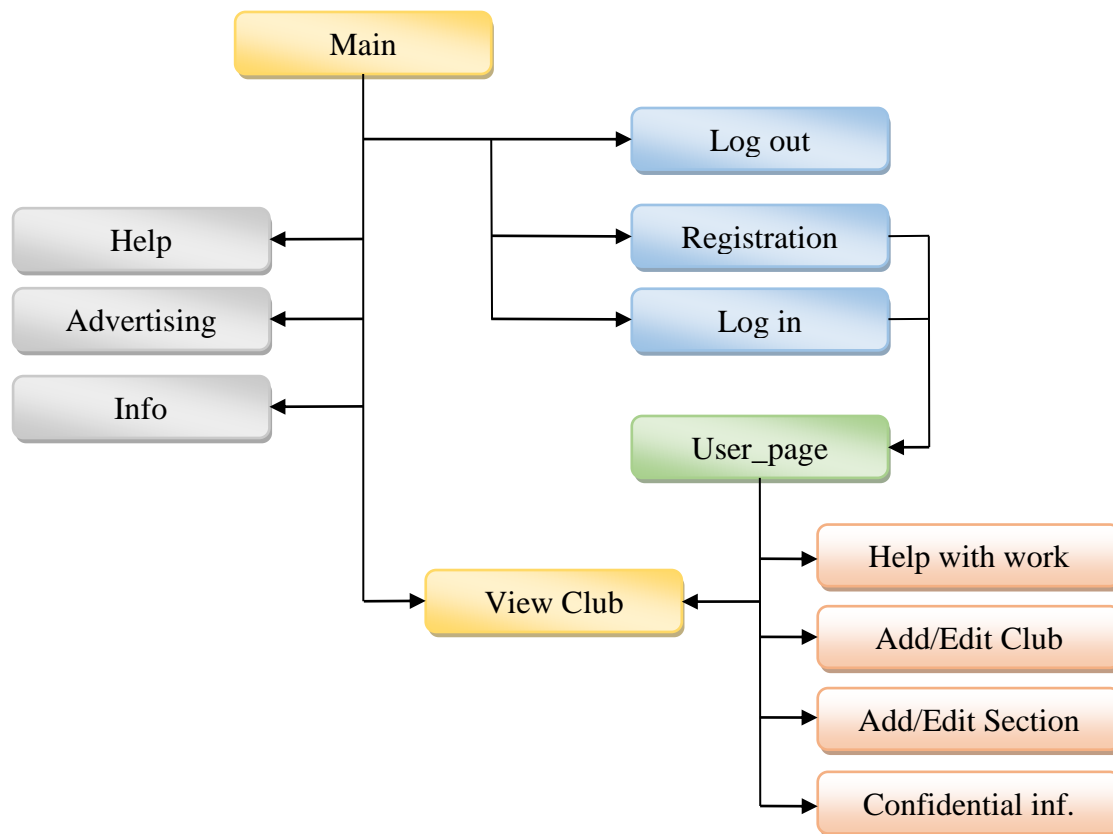 Main
Log out
Help
Registration
Advertising
Log in
Info
User_page
Help with work
View Club
Add/Edit Club
Add/Edit Section
Confidential inf.